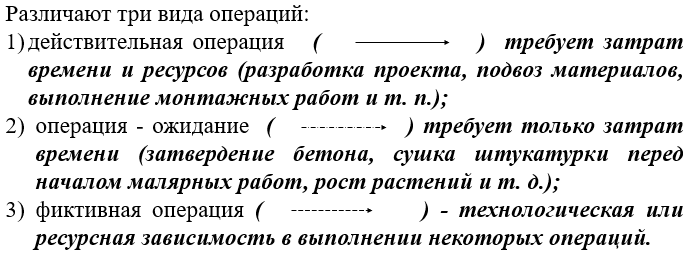 Различают три вида операций:
1) действительная операция ( ) требует затрат
времени и ресурсов (разработка проекта, подвоз материалов,
выполнение монтажных работ и т. п.);
2) операция - ожидание ( ) требует только затрат
времени (затвердение бетона, сушка штукатурки перед
началом малярных работ, рост растений и т. д.);
3) фиктивная операция ( ) - технологическая или
ресурсная зависимость в выполнении некоторых операций.